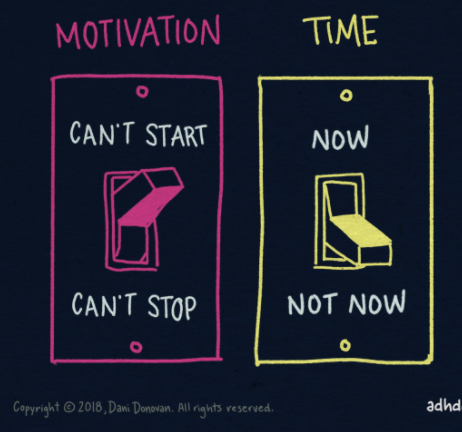 MOTIVATION
TIME
CAN'T START
NOW
CAN'T STOP
NOT NOW
Copyright © 2018, Dani Donovan. All rights reserved.
adhd